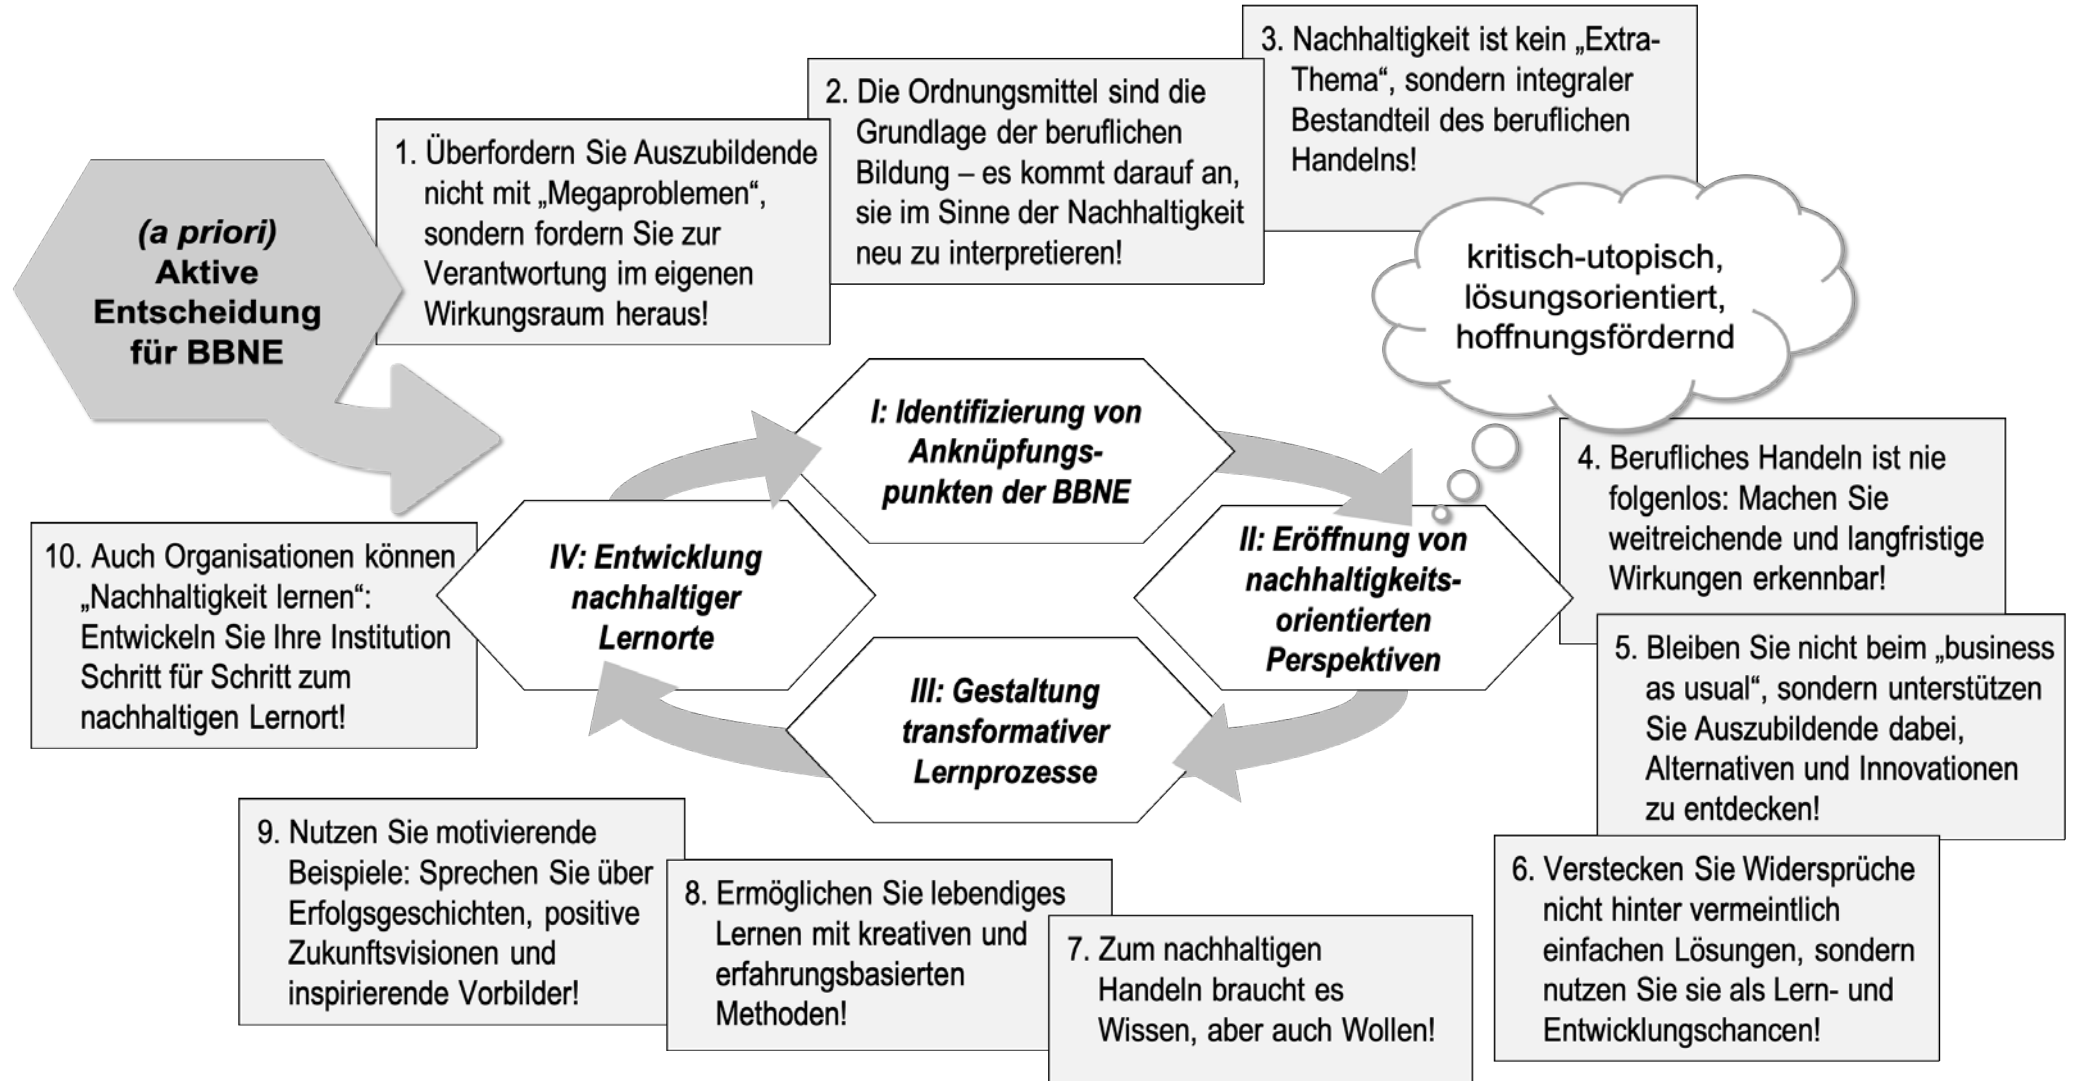 (a priori)
Aktive
Entscheidung
für BBNE
1. Überfordern Sie Auszubildende
nicht mit „Megaproblemen“,
sondern fordern Sie zur
Verantwortung im eigenen
Wirkungsraum heraus!
2. Die Ordnungsmittel sind die
Grundlage der beruflichen
Bildung – es kommt darauf an,
sie im Sinne der Nachhaltigkeit
neu zu interpretieren!
3. Nachhaltigkeit ist kein „Extra-
Thema“, sondern integraler
Bestandteil des beruflichen
Handelns!
kritisch-utopisch,
lösungsorientiert,
hoffnungsfördernd
I: Identifizierung von
Anknüpfungs-
punkten der BBNE
II: Eröffnung von
nachhaltigkeits-
orientierten
Perspektiven
III: Gestaltung
transformativer
Lernprozesse
IV: Entwicklung
nachhaltiger
Lernorte
4. Berufliches Handeln ist nie
folgenlos: Machen Sie
weitreichende und langfristige
Wirkungen erkennbar!
5. Bleiben Sie nicht beim „business
as usual“, sondern unterstützen
Sie Auszubildende dabei,
Alternativen und Innovationen
zu entdecken!
6. Verstecken Sie Widersprüche
nicht hinter vermeintlich
einfachen Lösungen, sondern
nutzen Sie sie als Lern- und
Entwicklungschancen!
7. Zum nachhaltigen
Handeln braucht es
Wissen, aber auch Wollen!
8. Ermöglichen Sie lebendiges
Lernen mit kreativen und
erfahrungsbasierten
Methoden!
9. Nutzen Sie motivierende
Beispiele: Sprechen Sie über
Erfolgsgeschichten, positive
Zukunftsvisionen und
inspirierende Vorbilder!
10. Auch Organisationen können
„Nachhaltigkeit lernen“:
Entwickeln Sie Ihre Institution
Schritt für Schritt zum
nachhaltigen Lernort!